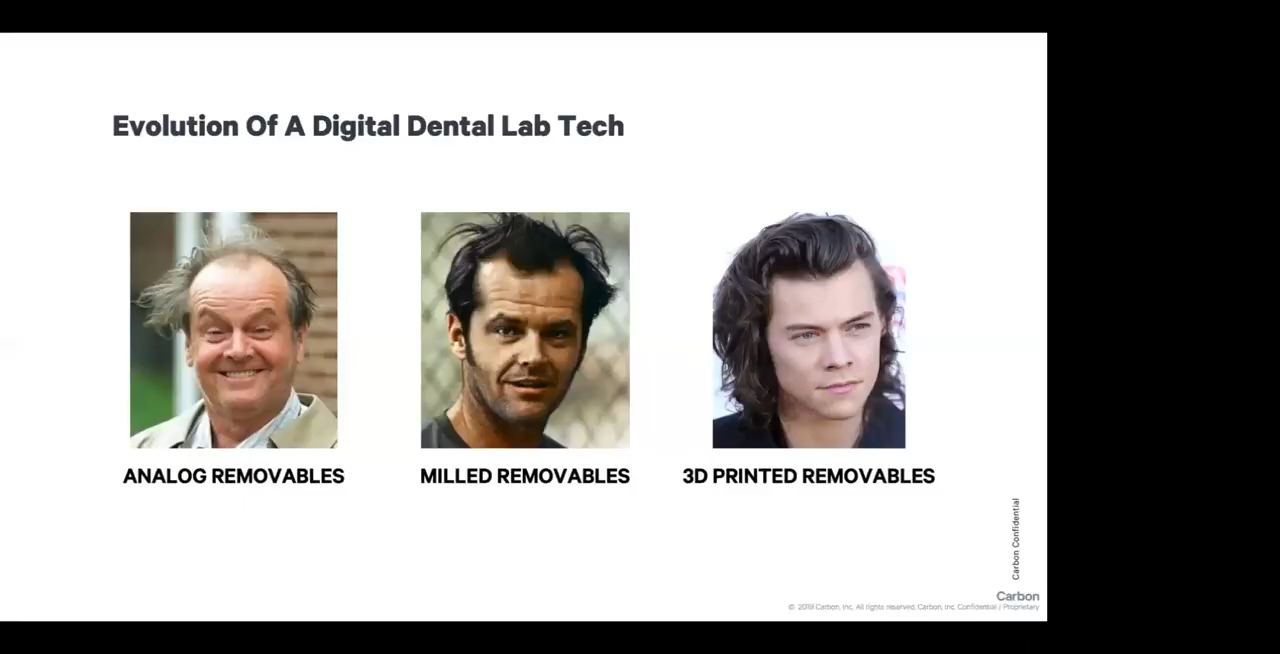 Evolution Of A Digital Dental Lab Tech
ANALOG REMOVABLES
MILLED REMOVABLES
3D PRINTED REMOVABLES
Carbon Confidential
Carbon
© 2019 Carbon, Inc. All rights reserved. Carbon, Inc. Confidential / Proprietary